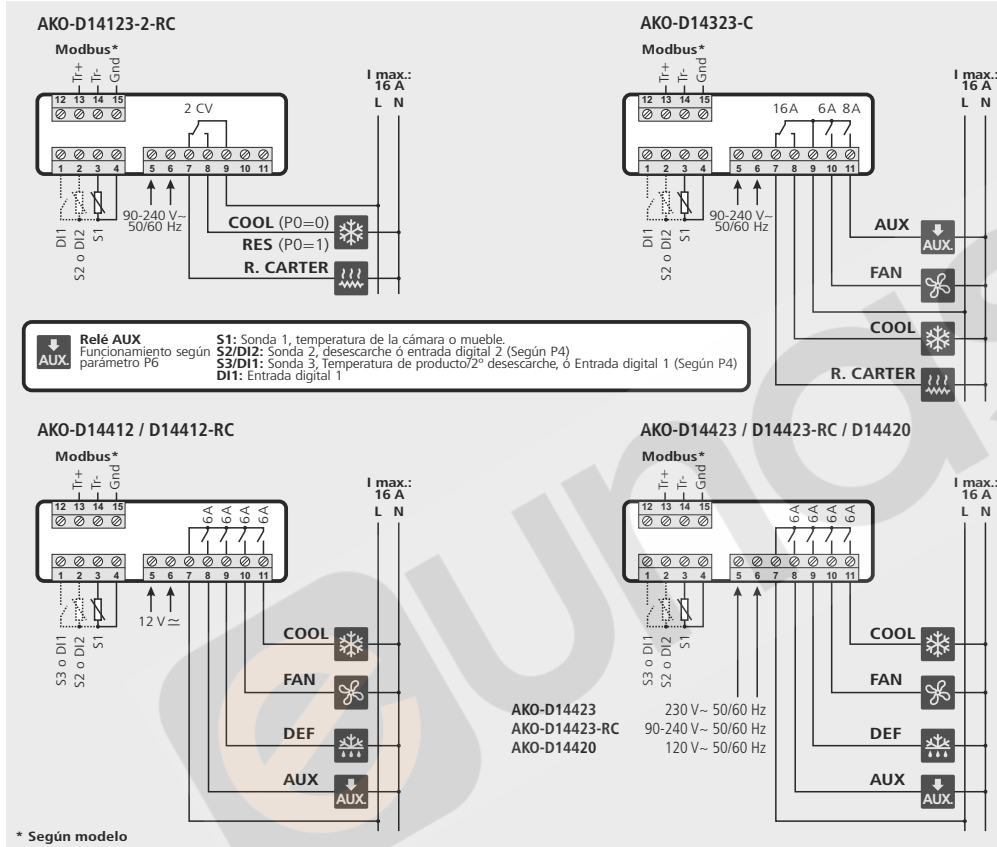 AKO-D14123-2-RC
Modbus*
Tr+
Tr-
Gnd
I max.:
16 A
L N
12 13 14 15
2 CV
1 2 3 4 5 6 7 8 9 10 11
DI1
S2 o DI2
S1
90-240 V~
50/60 Hz
COOL (P0=0)
RES (P0=1)
R. CARTER
AKO-D14323-C
Modbus*
Tr+
Tr-
Gnd
I max.:
16 A
L N
12 13 14 15
16A 6A 8A
1 2 3 4 5 6 7 8 9 10 11
DI1
S2 o DI2
S1
90-240 V~
50/60 Hz
AUX
AUX.
FAN
COOL
R. CARTER
AUX.
Relé AUX
Funcionamiento según
parámetro P6
S1: Sonda 1, temperatura de la cámara o mueble.
S2/DI2: Sonda 2, desescarche ó entrada digital 2 (Según P4)
S3/DI1: Sonda 3, Temperatura de producto/2º desescarche, ó Entrada digital 1 (Según P4)
DI1: Entrada digital 1
AKO-D14412 / D14412-RC
Modbus*
Tr+
Tr-
Gnd
I max.:
16 A
L N
12 13 14 15
6A 6A 6A 6A
1 2 3 4 5 6 7 8 9 10 11
S3 o DI1
S2 o DI2
S1
12 V ≃
COOL
FAN
DEF
AUX
AUX.
AKO-D14423 / D14423-RC / D14420
Modbus*
Tr+
Tr-
Gnd
I max.:
16 A
L N
12 13 14 15
6A 6A 6A 6A
1 2 3 4 5 6 7 8 9 10 11
S3 o DI1
S2 o DI2
S1
AKO-D14423 230 V~ 50/60 Hz
AKO-D14423-RC 90-240 V~ 50/60 Hz
AKO-D14420 120 V~ 50/60 Hz
COOL
FAN
DEF
AUX
AUX.
* Según modelo